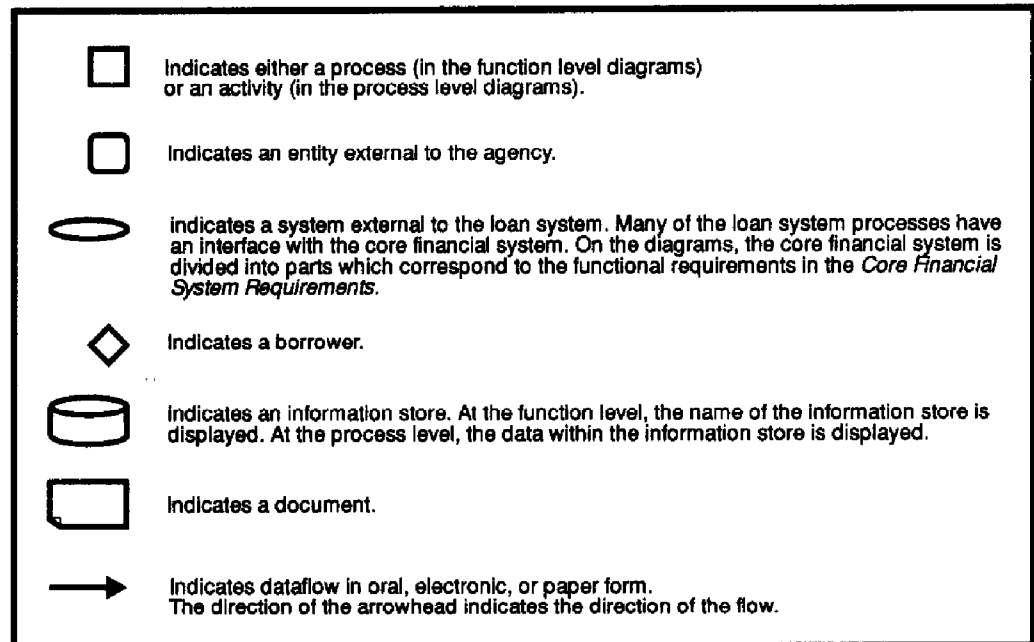 Indicates either a process (in the function level diagrams)
or an activity (in the process level diagrams).
Indicates an entity external to the agency.
indicates a system external to the loan system. Many of the loan system processes have
an interface with the core financial system. On the diagrams, the core financial system is
divided into parts which correspond to the functional requirements in the Core Financial
System Requirements.
Indicates a borrower.
indicates an information store. At the function level, the name of the information store is
displayed. At the process level, the data within the information store is displayed.
Indicates a document.
Indicates dataflow in oral, electronic, or paper form.
The direction of the arrowhead indicates the direction of the flow.